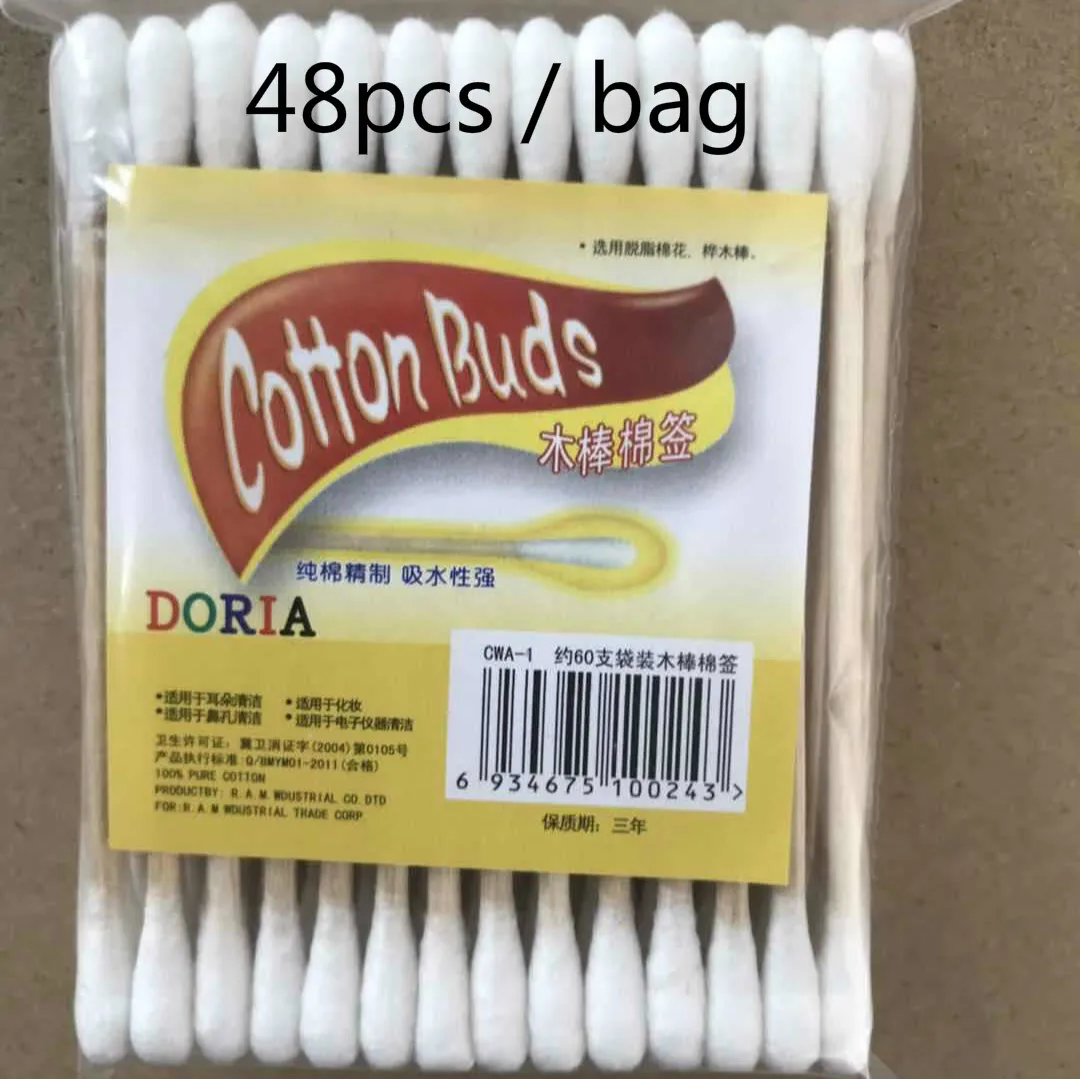 48pcs / bag
• 选用脱脂棉花、桦木棒。
Cotton Buds
木棒棉签
纯棉精制 吸水性强
DORIA
CWA-1 约60支袋装木棒棉签
•适用于耳朵清洁 •适用于化妆
•适用于鼻孔清洁 •适用于电子仪器清洁
卫生许可证：冀卫消证字(2004)第0105号
产品执行标准:Q/BMYM01-2011(合格)
100% PURE COTTON
PRODUCTBY: R.A.M.WDUSTRIAL CO.DTD
FOR:R.A.M WDUSTRIAL TRADE CORP
6 934675 100243 >
保质期：三年